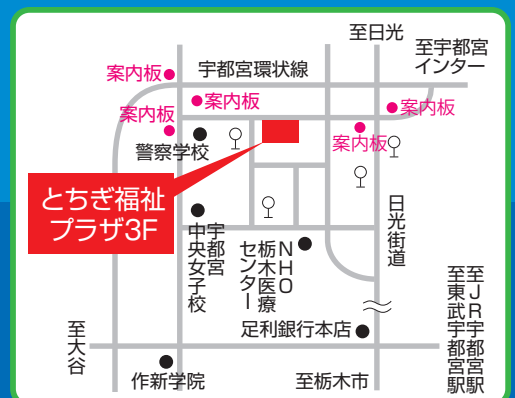 至日光
至宇都宮
インター
宇都宮環状線
案内板
案内板
案内板
案内板
案内板
警察学校
とちぎ福祉
プラザ3F
宇都宮
中央女子校
NHO
栃木医療
センター
日光街道
至JR宇都宮駅
至東武宇都宮駅
足利銀行本店
至大谷
作新学院
至栃木市